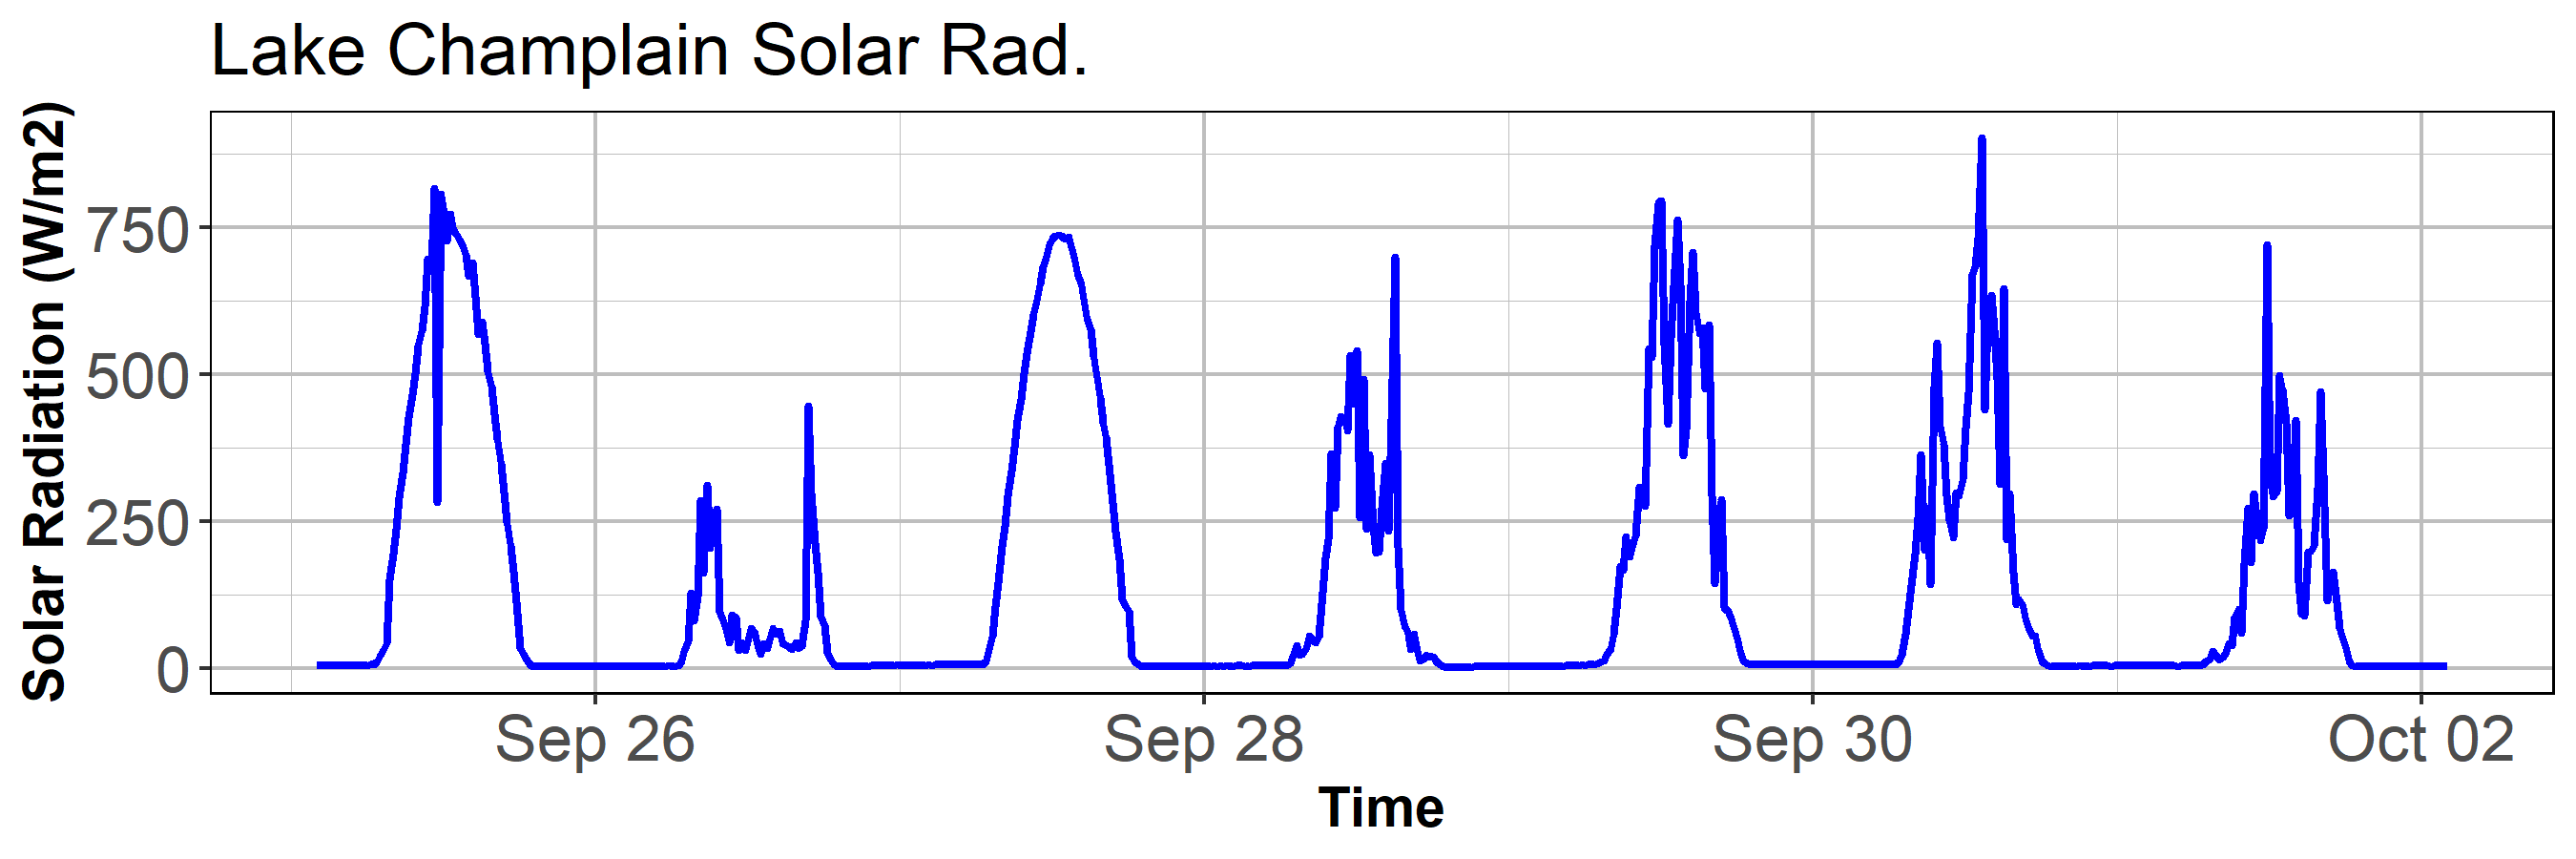 Lake Champlain Solar Rad.
Solar Radiation (W/m2)
750
500
250
0
Sep 26
Sep 28
Sep 30
Oct 02
Time